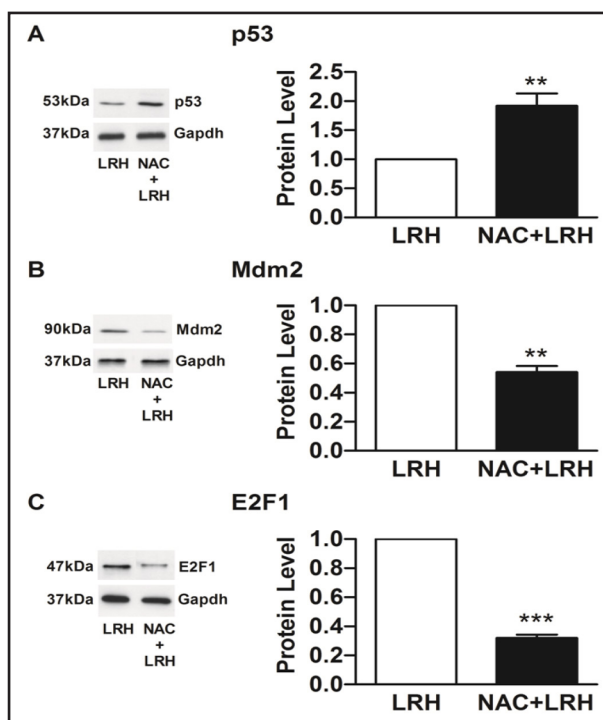 A p53
53kDa p53
37kDa Gapdh
LRH NAC
+
LRH
Protein Level
2.5
2.0
1.5
1.0
0.5
0.0
**
LRH NAC+LRH
B Mdm2
90kDa Mdm2
37kDa Gapdh
LRH NAC
+
LRH
Protein Level
1.0
0.8
0.6
0.4
0.2
0.0
**
LRH NAC+LRH
C E2F1
47kDa E2F1
37kDa Gapdh
LRH NAC
+
LRH
Protein Level
1.0
0.8
0.6
0.4
0.2
0.0
***
LRH NAC+LRH